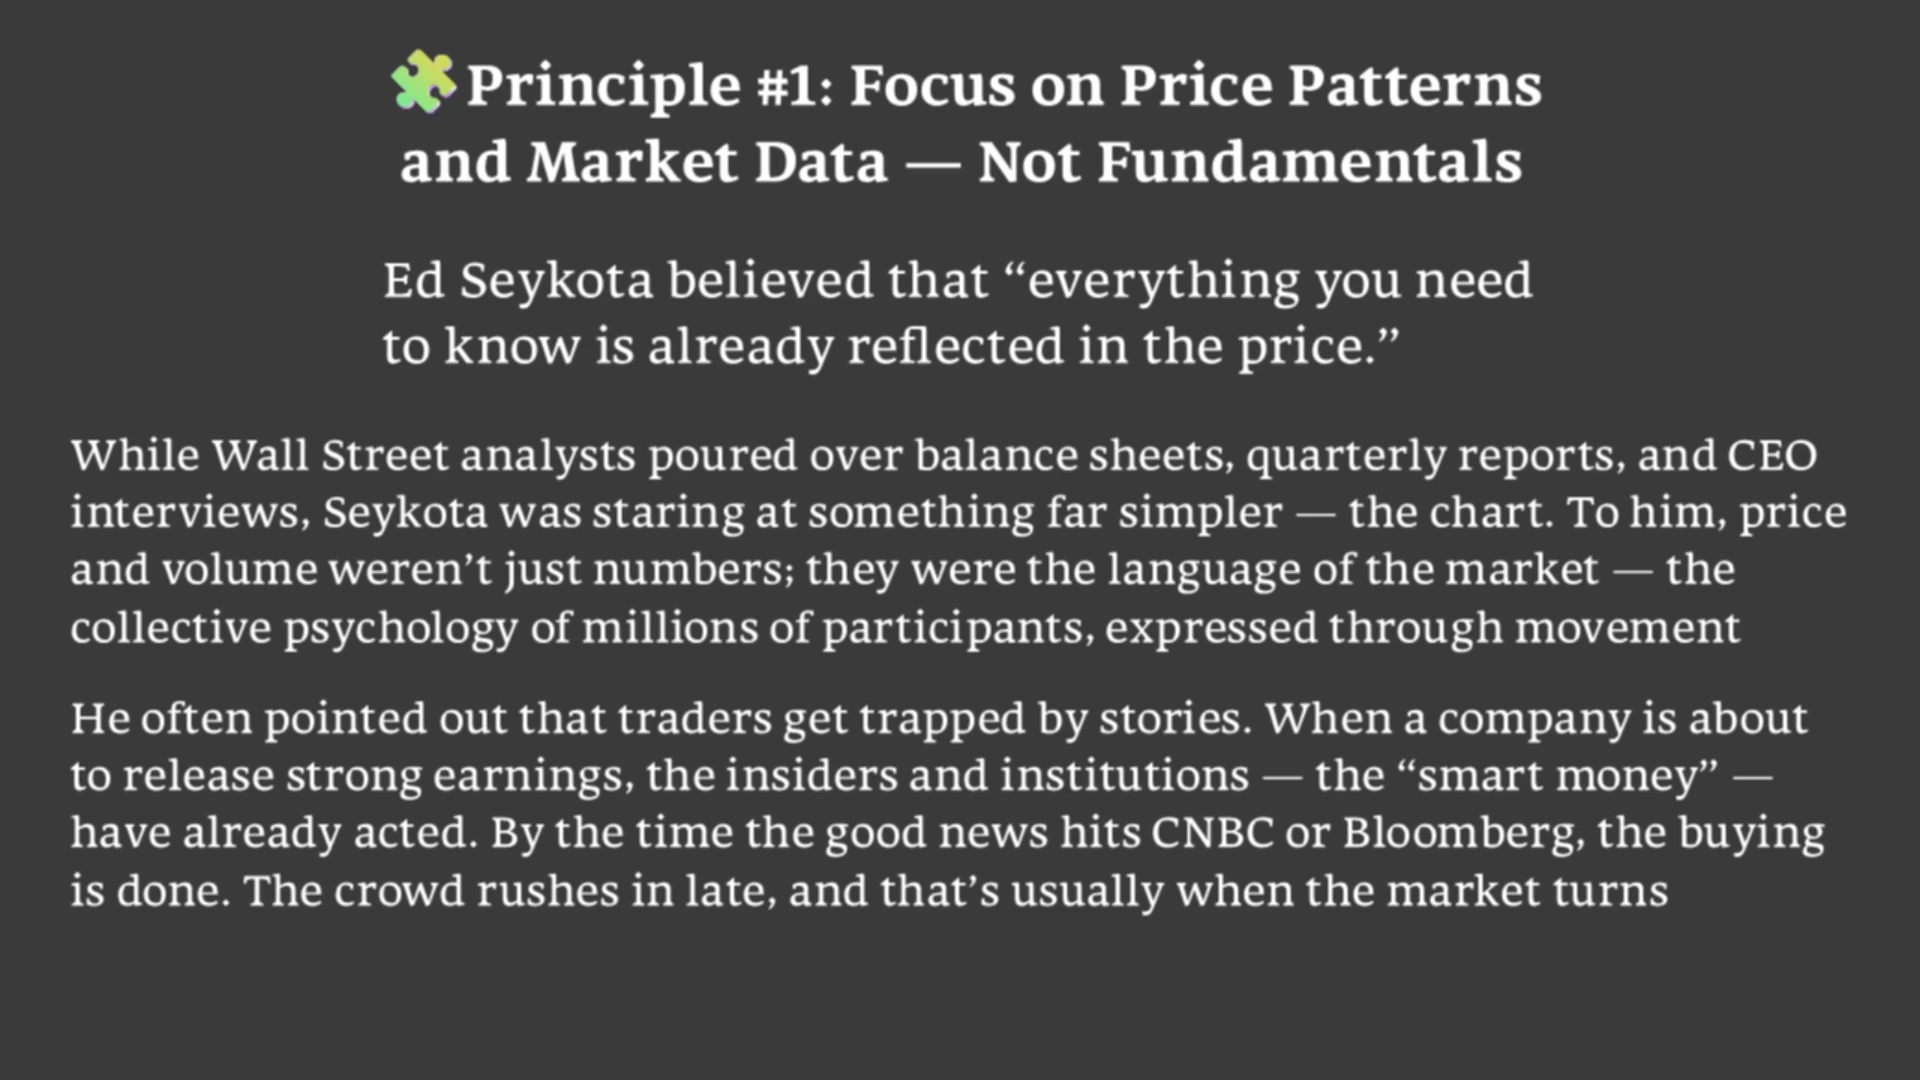 Principle #1: Focus on Price Patterns
and Market Data — Not Fundamentals
Ed Seykota believed that “everything you need
to know is already reflected in the price.”
While Wall Street analysts poured over balance sheets, quarterly reports, and CEO
interviews, Seykota was staring at something far simpler — the chart. To him, price
and volume weren’t just numbers; they were the language of the market — the
collective psychology of millions of participants, expressed through movement
He often pointed out that traders get trapped by stories. When a company is about
to release strong earnings, the insiders and institutions — the “smart money” —
have already acted. By the time the good news hits CNBC or Bloomberg, the buying
is done. The crowd rushes in late, and that’s usually when the market turns